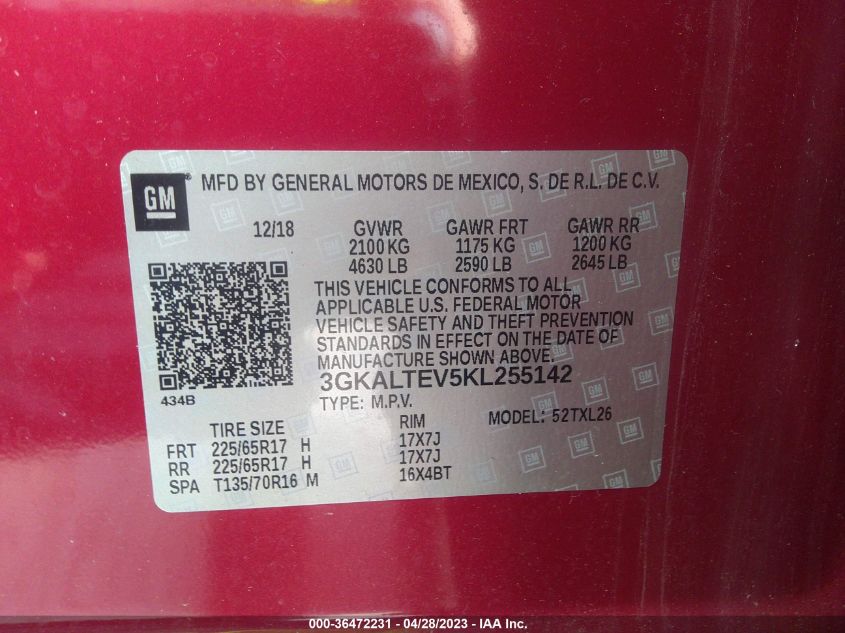 GM
MFD BY GENERAL MOTORS DE MEXICO, S. DE R.L. DE C.V.
12/18 GVWR GAWR FRT GAWR RR
2100 KG 1175 KG 1200 KG
4630 LB 2590 LB 2645 LB
THIS VEHICLE CONFORMS TO ALL
APPLICABLE U.S. FEDERAL MOTOR
VEHICLE SAFETY AND THEFT PREVENTION
STANDARDS IN EFFECT ON THE DATE OF
MANUFACTURE SHOWN ABOVE.
3GKALTEV5KL255142
434B
TYPE: M.P.V. MODEL: 52TXL26
TIRE SIZE RIM
FRT 225/65R17 H 17X7J
RR 225/65R17 H 17X7J
SPA T135/70R16 M 16X4BT
000-36472231 - 04/28/2023 - IAA Inc.